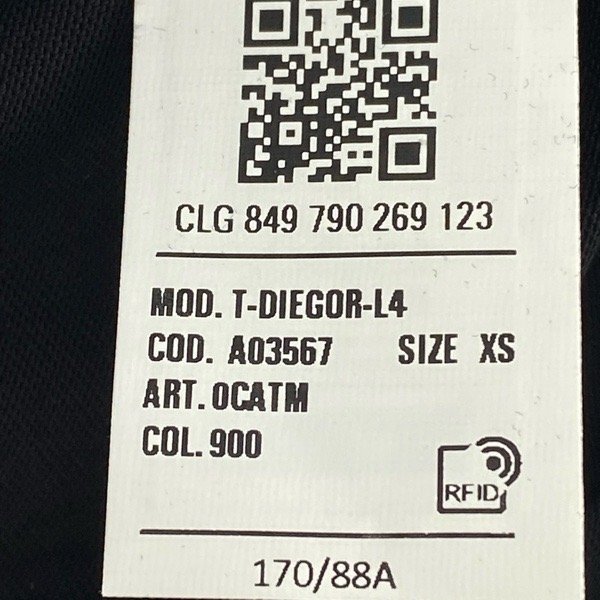 CLG 849 790 269 123
MOD. T-DIEGOR-L4
COD. A03567 SIZE XS
ART. 0CATM
COL. 900
RFID
170/88A